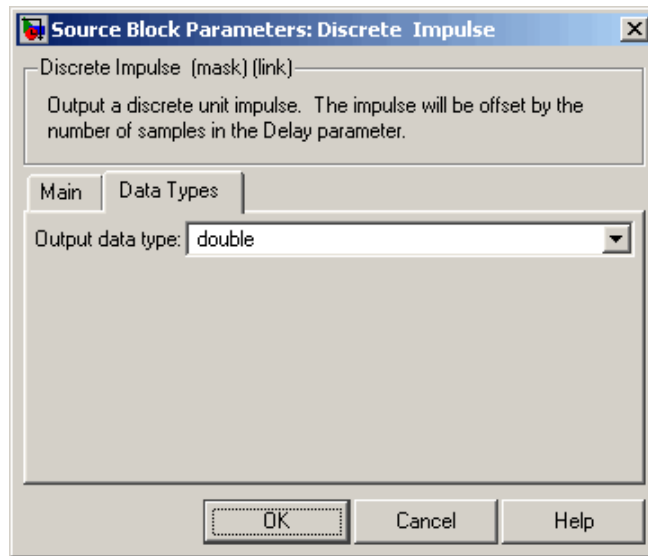 Source Block Parameters: Discrete Impulse
Discrete Impulse (mask) (link)
Output a discrete unit impulse. The impulse will be offset by the
number of samples in the Delay parameter.
Main Data Types
Output data type: double
OK Cancel Help